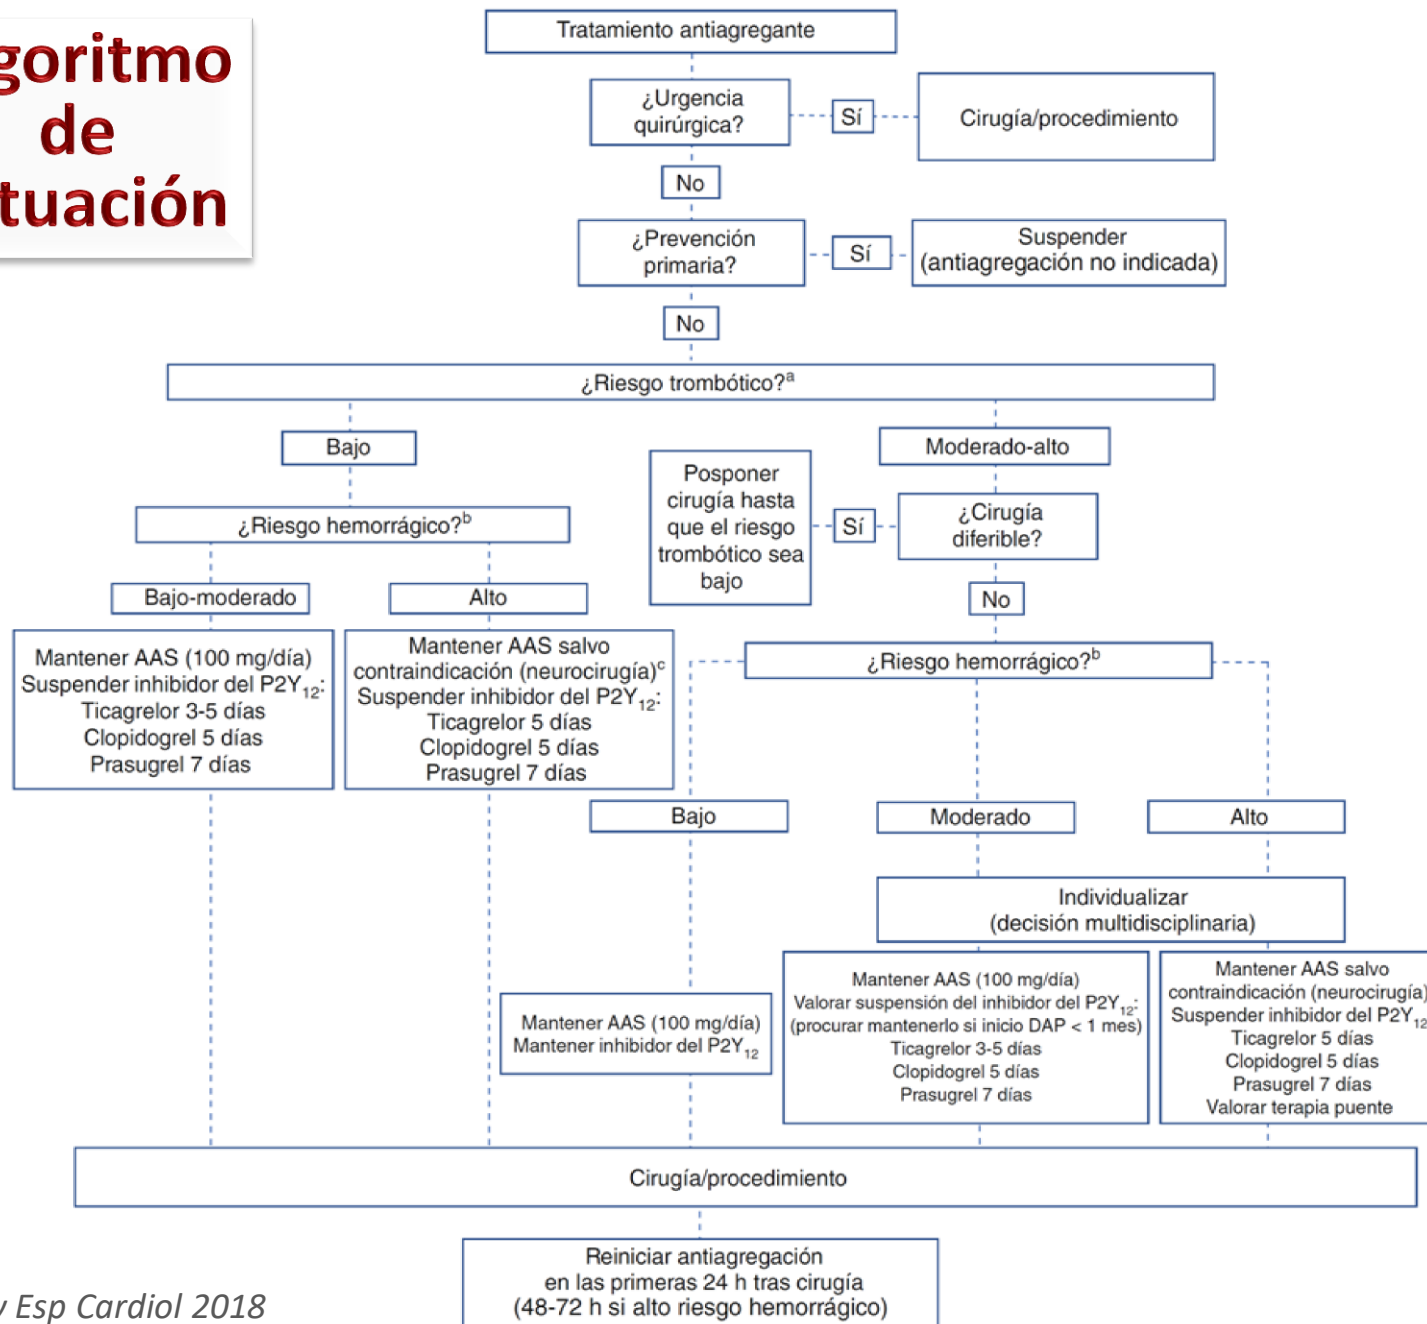 goritmo
de
tuación
Tratamiento antiagregante
¿Urgencia
quirúrgica?
Sí
Cirugía/procedimiento
No
¿Prevención
primaria?
Sí
Suspender
(antiagregación no indicada)
No
¿Riesgo trombótico?ᵃ
Bajo
Moderado-alto
¿Riesgo hemorrágico?ᵇ
Posponer
cirugía hasta
que el riesgo
trombótico sea
bajo
Sí
¿Cirugía
diferible?
Bajo-moderado
Alto
No
Mantener AAS (100 mg/día)
Suspender inhibidor del P2Y₁₂:
Ticagrelor 3-5 días
Clopidogrel 5 días
Prasugrel 7 días
Mantener AAS salvo
contraindicación (neurocirugía)ᶜ
Suspender inhibidor del P2Y₁₂:
Ticagrelor 5 días
Clopidogrel 5 días
Prasugrel 7 días
¿Riesgo hemorrágico?ᵇ
Bajo
Moderado
Alto
Individualizar
(decisión multidisciplinaria)
Mantener AAS (100 mg/día)
Mantener inhibidor del P2Y₁₂
Mantener AAS (100 mg/día)
Valorar suspensión del inhibidor del P2Y₁₂:
(procurar mantenerlo si inicio DAP < 1 mes)
Ticagrelor 3-5 días
Clopidogrel 5 días
Prasugrel 7 días
Mantener AAS salvo
contraindicación (neurocirugía)
Suspender inhibidor del P2Y₁₂
Ticagrelor 5 días
Clopidogrel 5 días
Prasugrel 7 días
Valorar terapia puente
Cirugía/procedimiento
Reiniciar antiagregación
en las primeras 24 h tras cirugía
(48-72 h si alto riesgo hemorrágico)
Esp Cardiol 2018